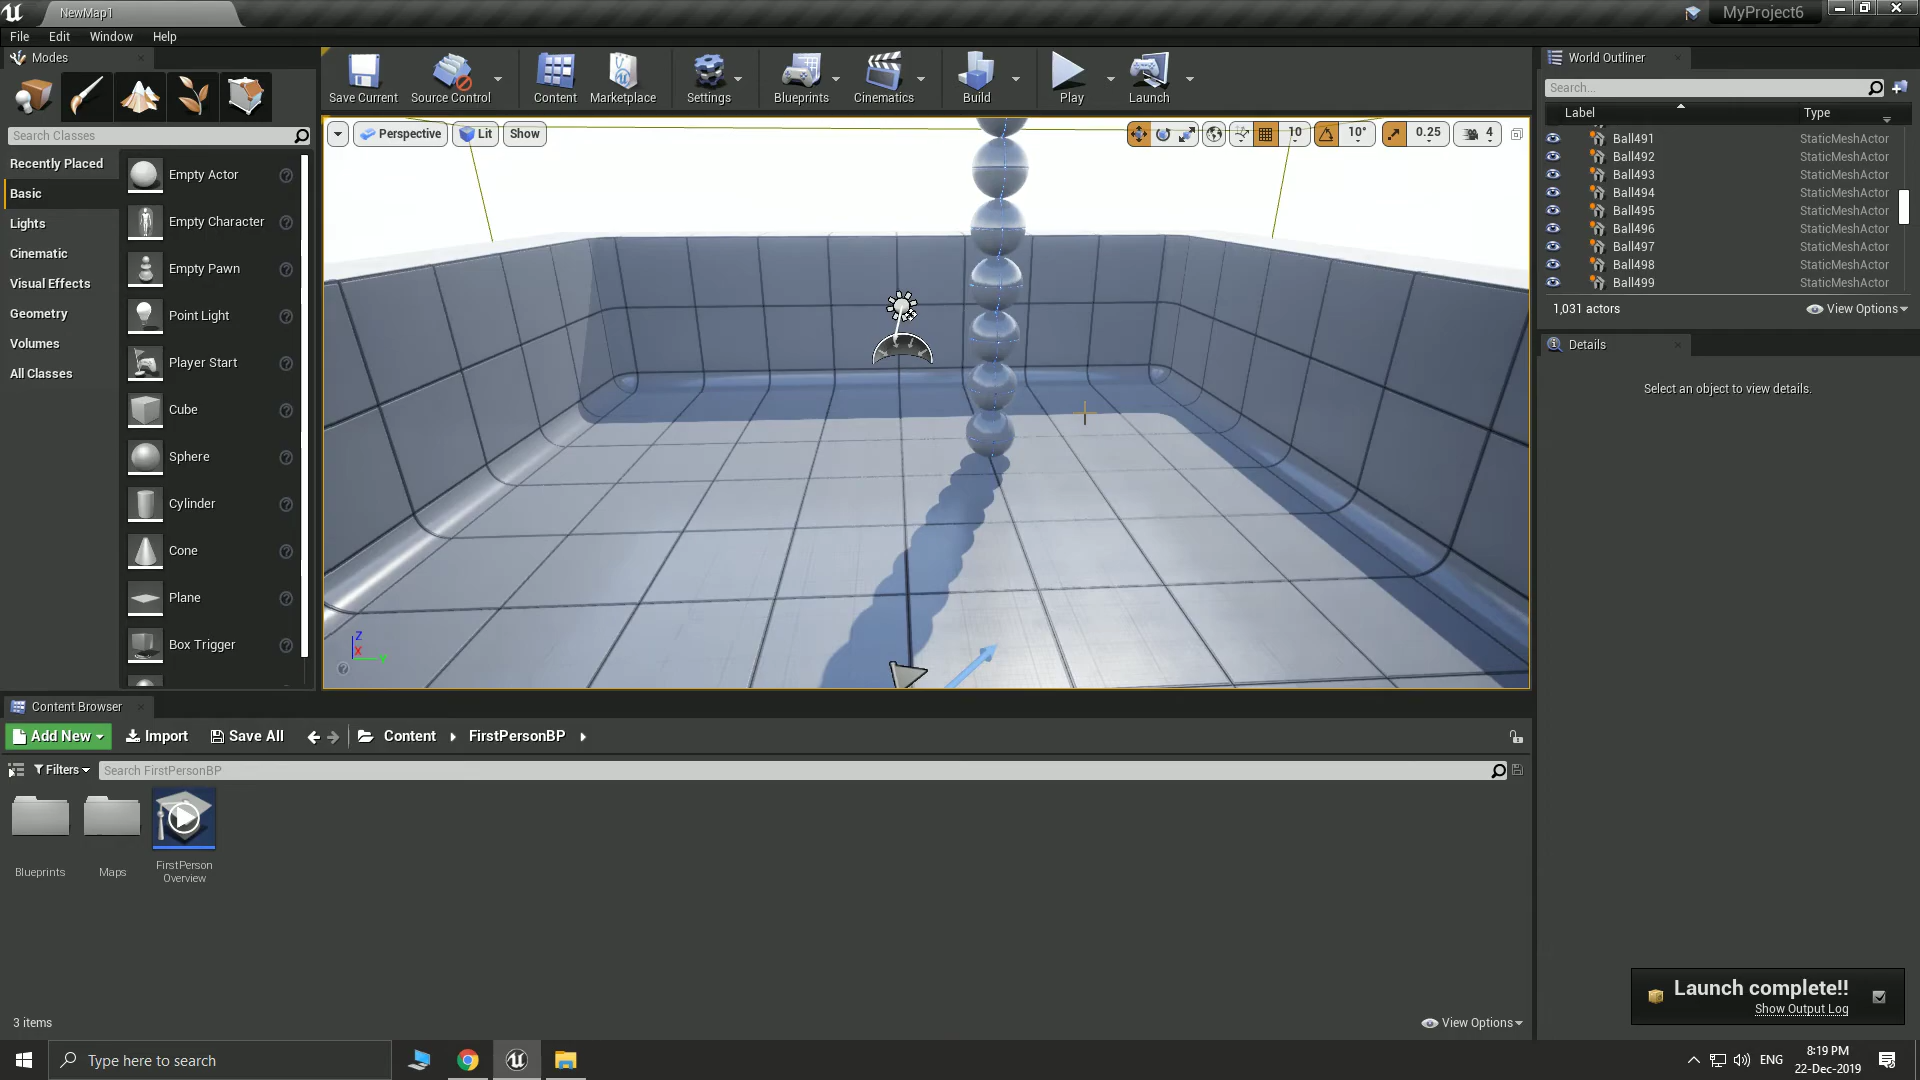 NewMap1
MyProject6
File Edit Window Help
Modes
Search Classes
Recently Placed
Basic
Lights
Cinematic
Visual Effects
Geometry
Volumes
All Classes
Empty Actor
Empty Character
Empty Pawn
Point Light
Player Start
Cube
Sphere
Cylinder
Cone
Plane
Box Trigger
Save Current Source Control Content Marketplace Settings Blueprints Cinematics Build Play Launch
Perspective Lit Show 10 10° 0.25 4
Z
X
Y
World Outliner
Search...
Label Type
Ball491 StaticMeshActor
Ball492 StaticMeshActor
Ball493 StaticMeshActor
Ball494 StaticMeshActor
Ball495 StaticMeshActor
Ball496 StaticMeshActor
Ball497 StaticMeshActor
Ball498 StaticMeshActor
Ball499 StaticMeshActor
1,031 actors View Options
Details
Select an object to view details.
Content Browser
Add New Import Save All Content FirstPersonBP
Filters Search FirstPersonBP
Blueprints
Maps
FirstPerson
Overview
3 items View Options
Launch complete!!
Show Output Log
Type here to search
ENG
8:19 PM
22-Dec-2019